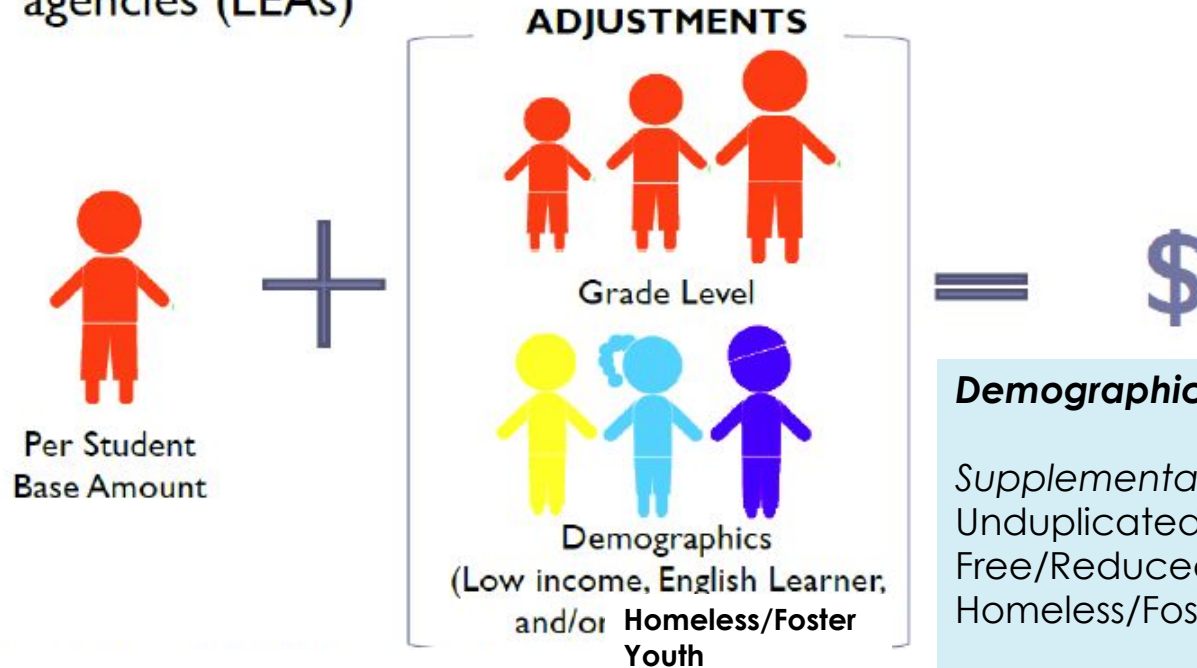 agencies (LEAs)
ADJUSTMENTS
Grade Level
+
=
$
Per Student
Base Amount
Demographics
(Low income, English Learner,
and/or Homeless/Foster
Youth
Demographic
Supplementa
Unduplicated
Free/Reduced
Homeless/Fos